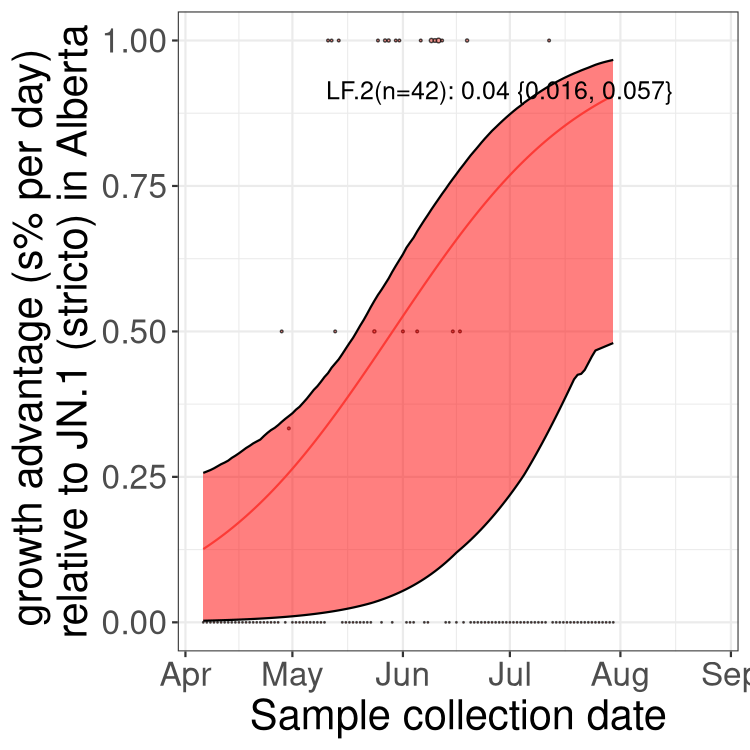 growth advantage (s% per day)
relative to JN.1 (stricto) in Alberta
1.00
0.75
0.50
0.25
0.00
LF.2(n=42): 0.04 {0.016, 0.057}
Apr May Jun Jul Aug Sep
Sample collection date